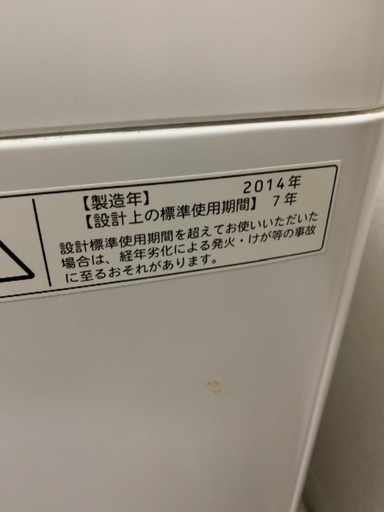 【製造年】 2014年
【設計上の標準使用期間】 7年
設計標準使用期間を超えてお使いいただいた
場合は、経年劣化による発火・けが等の事故
に至るおそれがあります。